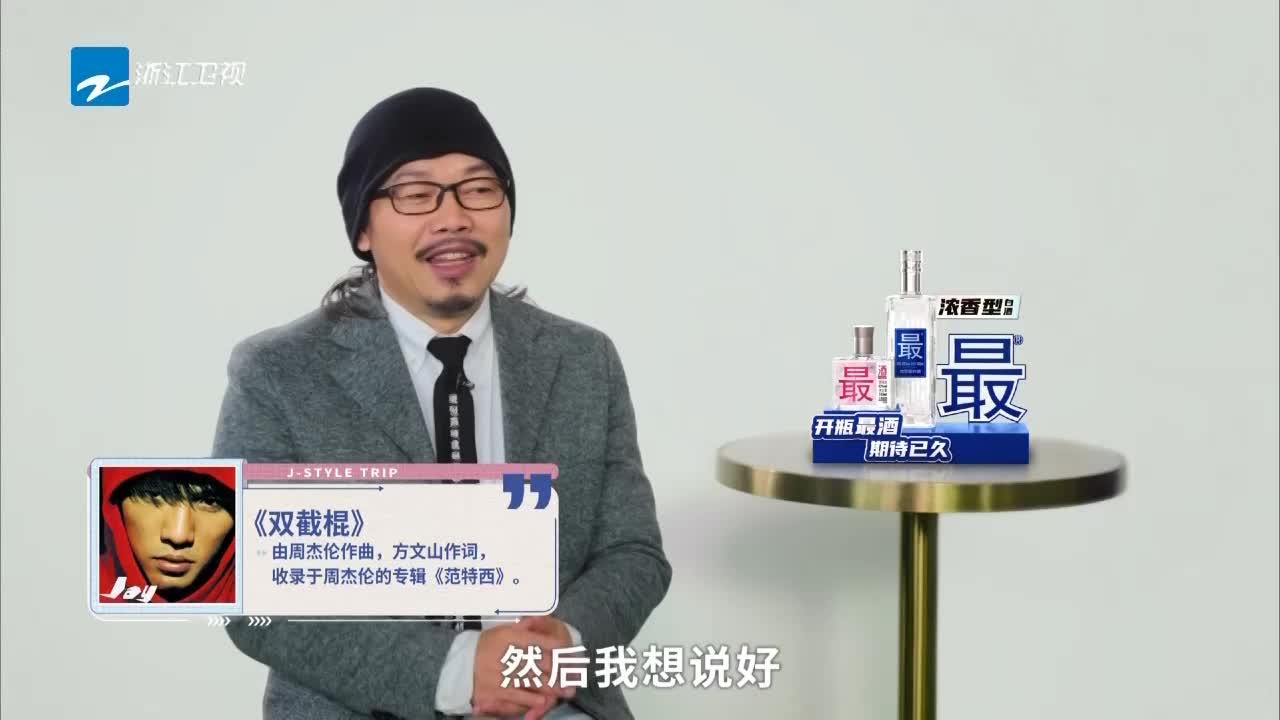 浙江卫视
浓香型
白酒
最
最
最
酒
开瓶最酒
期待已久
J-STYLE TRIP
《双截棍》
由周杰伦作曲，方文山作词，
收录于周杰伦的专辑《范特西》。
Jay
然后我想说好